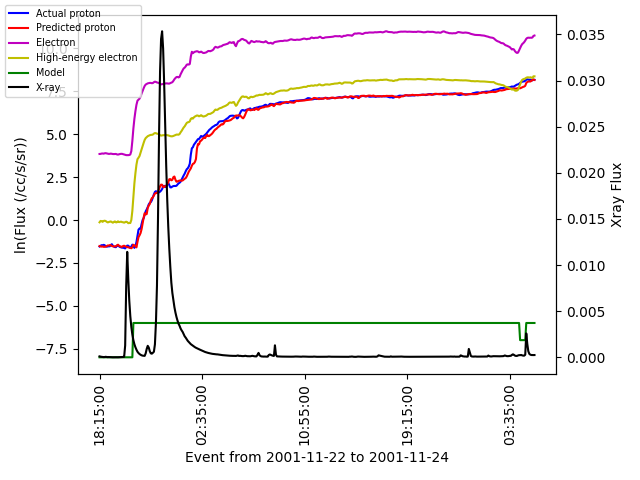 Actual proton
Predicted proton
Electron
High-energy electron
Model
X-ray
10.0
7.5
5.0
2.5
0.0
−2.5
−5.0
−7.5
ln(Flux (/cc/s/sr))
0.035
0.030
0.025
0.020
0.015
0.010
0.005
0.000
Xray Flux
18:15:00
02:35:00
10:55:00
19:15:00
03:35:00
Event from 2001-11-22 to 2001-11-24